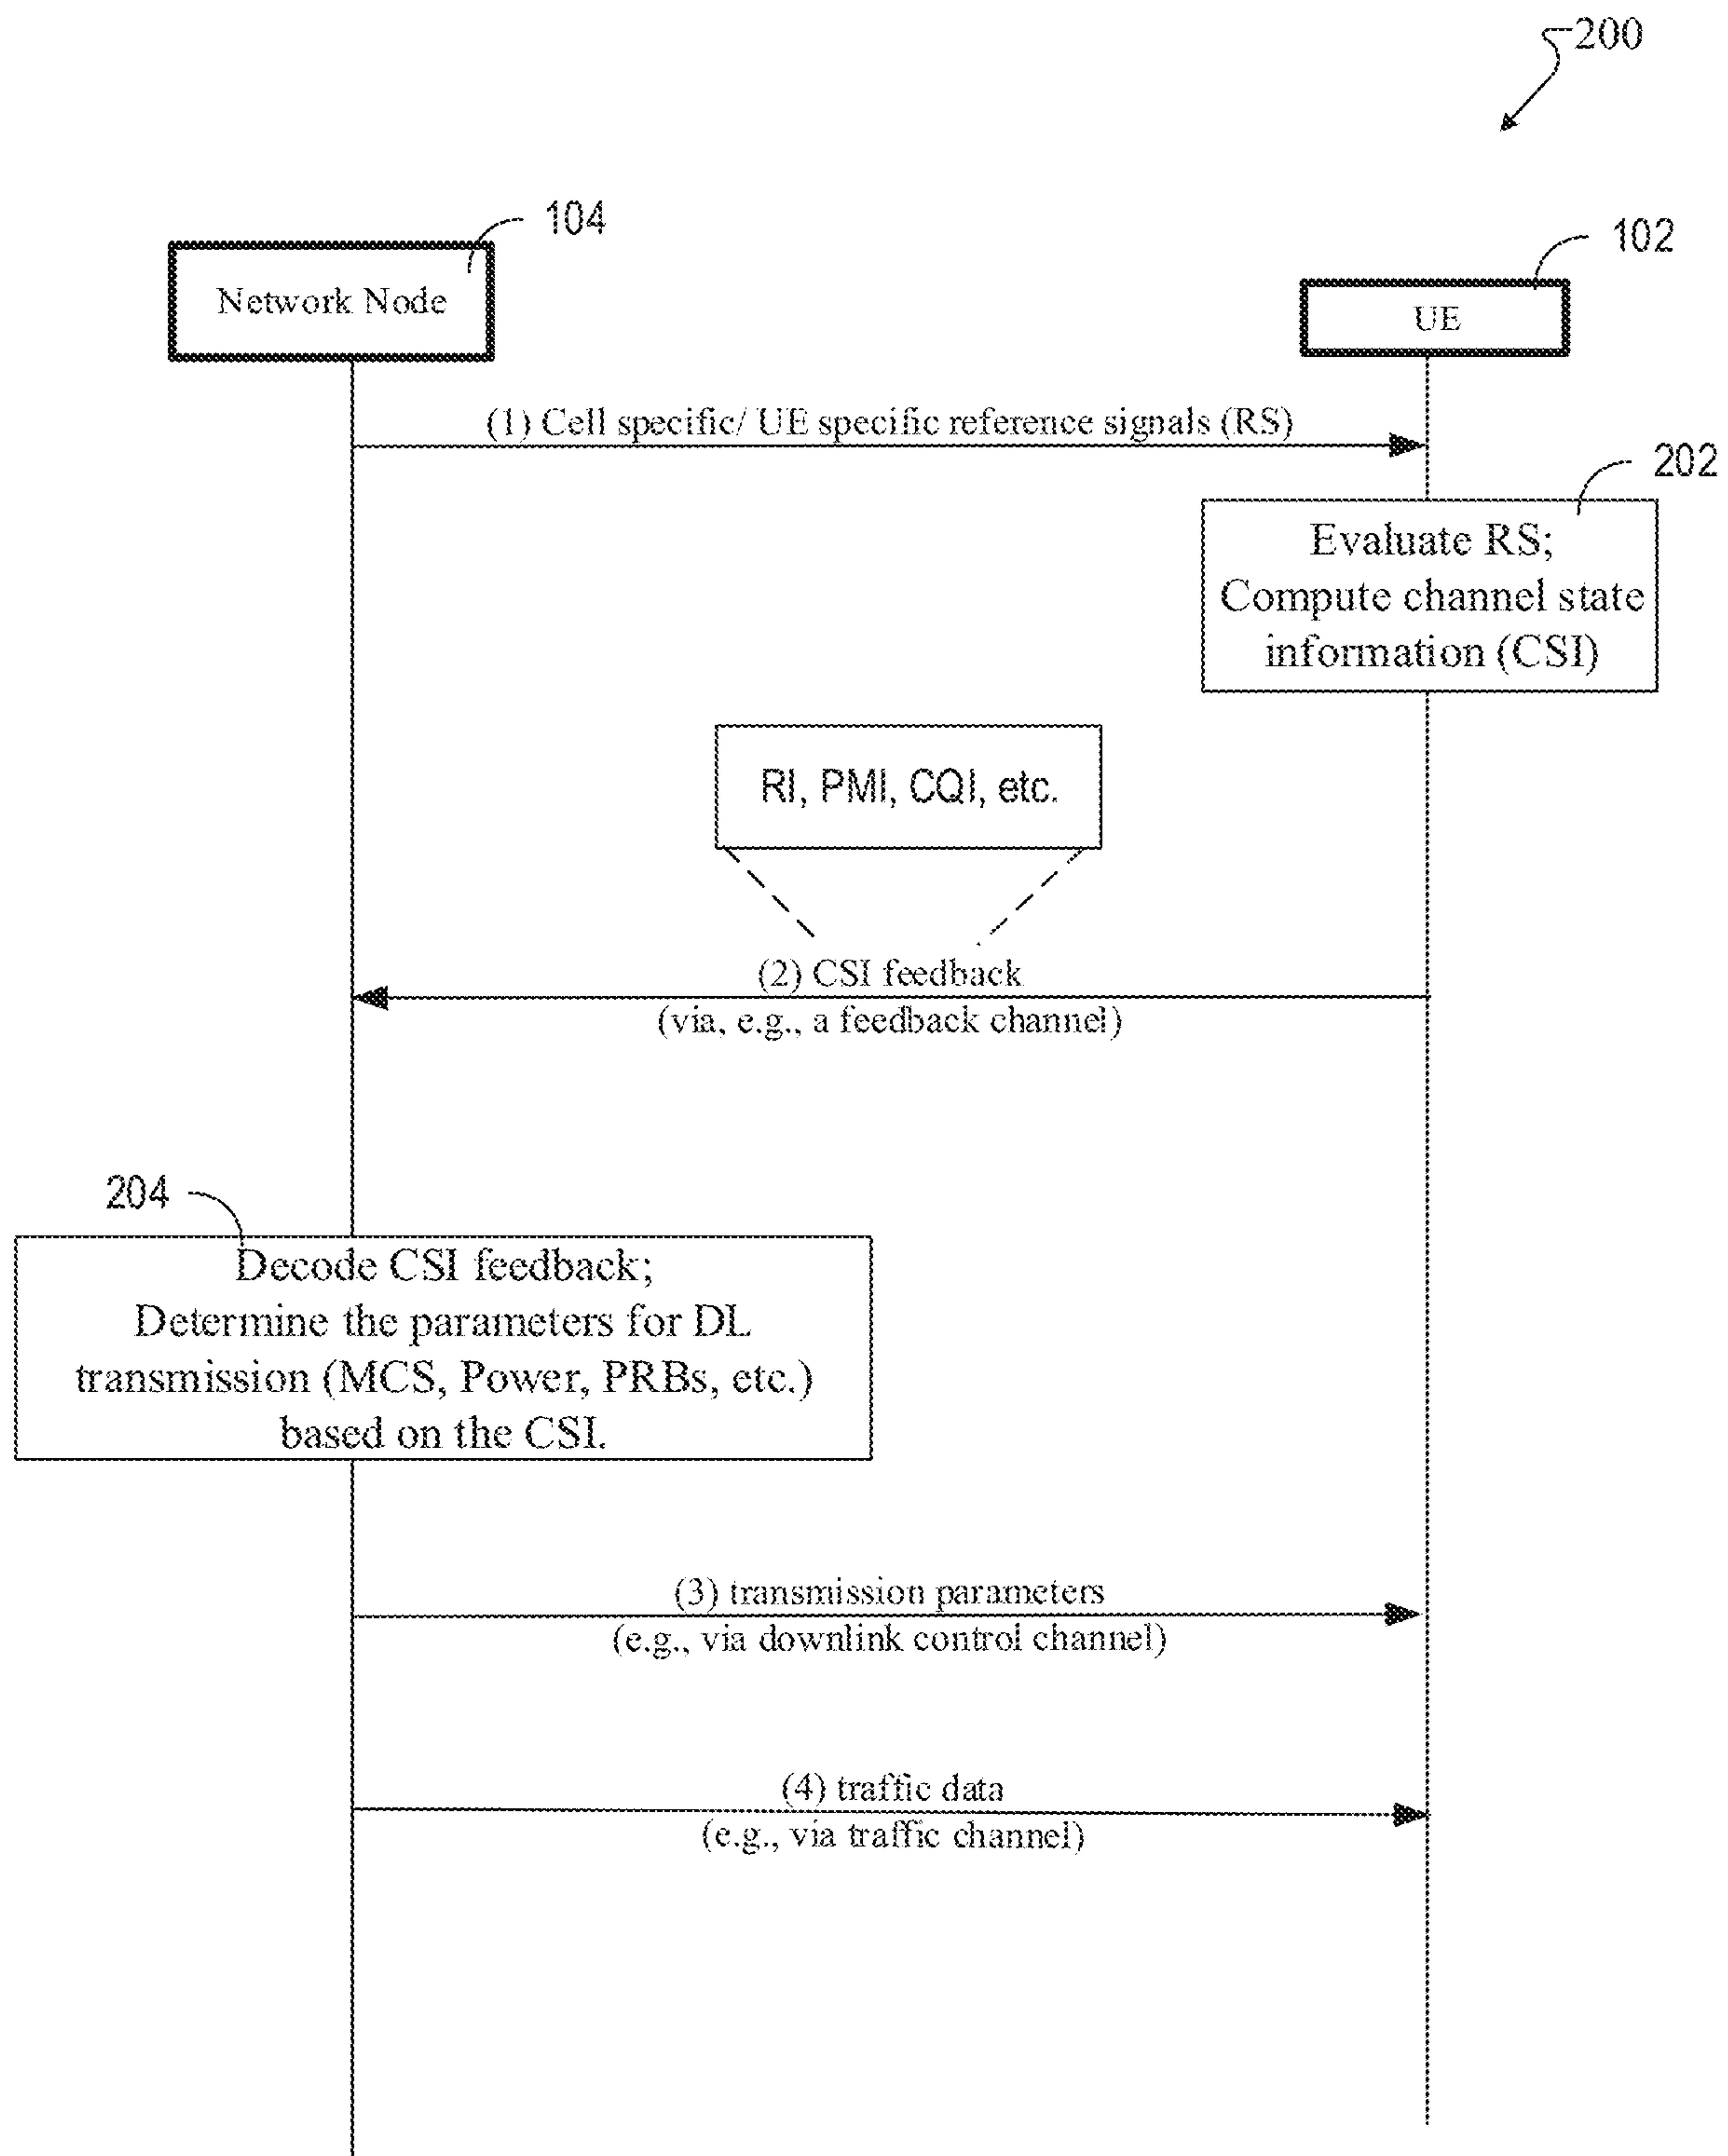 200
104
Network Node
102
UE
(1) Cell specific/ UE specific reference signals (RS)
202
Evaluate RS;
Compute channel state
information (CSI)
RI, PMI, CQI, etc.
(2) CSI feedback
(via, e.g., a feedback channel)
204
Decode CSI feedback;
Determine the parameters for DL
transmission (MCS, Power, PRBs, etc.)
based on the CSI.
(3) transmission parameters
(e.g., via downlink control channel)
(4) traffic data
(e.g., via traffic channel)